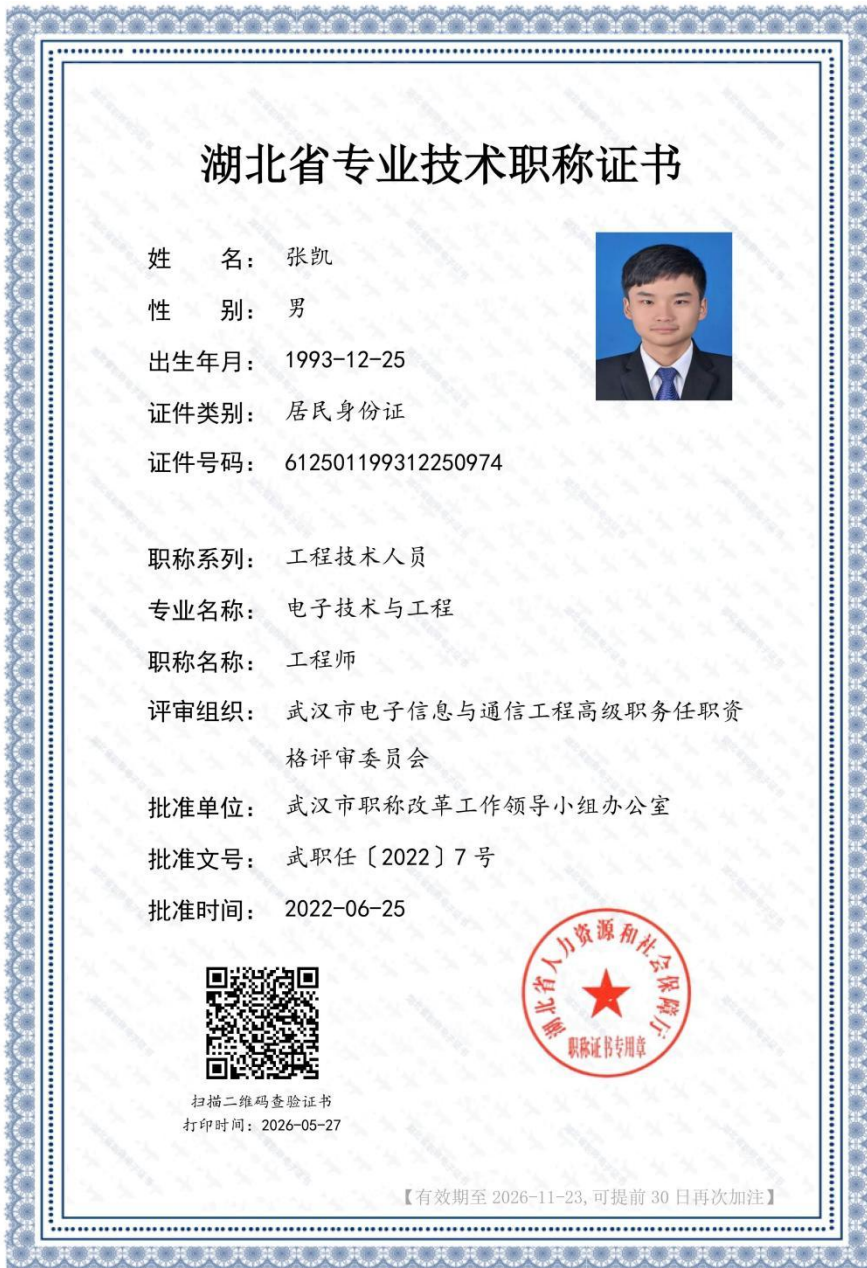 湖北省专业技术职称证书
姓 名： 张凯
性 别： 男
出生年月： 1993-12-25
证件类别： 居民身份证
证件号码： 612501199312250974
职称系列： 工程技术人员
专业名称： 电子技术与工程
职称名称： 工程师
评审组织： 武汉市电子信息与通信工程高级职务任职资
格评审委员会
批准单位： 武汉市职称改革工作领导小组办公室
批准文号： 武职任〔2022〕7 号
批准时间： 2022-06-25
湖北省人力资源和社会保障厅
职称证书专用章
扫描二维码查验证书
打印时间：2026-05-27
【有效期至 2026-11-23,可提前 30 日再次加注】